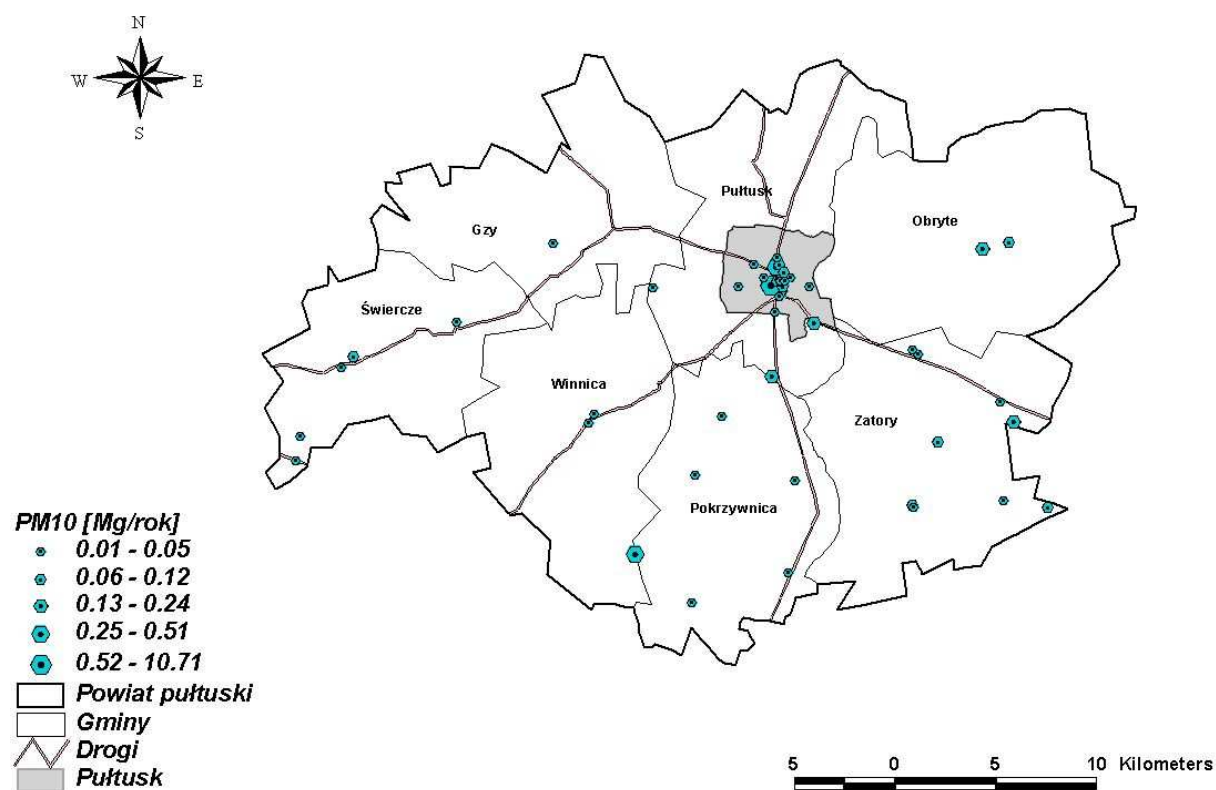 N
W E
S
Pułtusk
Gzy
Obryte
Świercze
Winnica
Zatory
Pokrzywnica
PM10 [Mg/rok]
0.01 - 0.05
0.06 - 0.12
0.13 - 0.24
0.25 - 0.51
0.52 - 10.71
Powiat pułtuski
Gminy
Drogi
Pułtusk
5 0 5 10 Kilometers